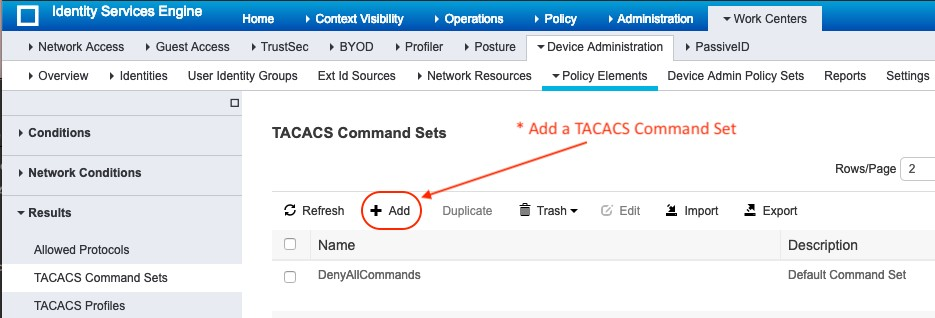 Identity Services Engine
Home Context Visibility Operations Policy Administration Work Centers
Network Access Guest Access TrustSec BYOD Profiler Posture Device Administration PassiveID
Overview Identities User Identity Groups Ext Id Sources Network Resources Policy Elements Device Admin Policy Sets Reports Settings
Conditions
Network Conditions
Results
Allowed Protocols
TACACS Command Sets
TACACS Profiles
TACACS Command Sets
* Add a TACACS Command Set
Rows/Page 2
Refresh Add Duplicate Trash Edit Import Export
Name Description
DenyAllCommands Default Command Set